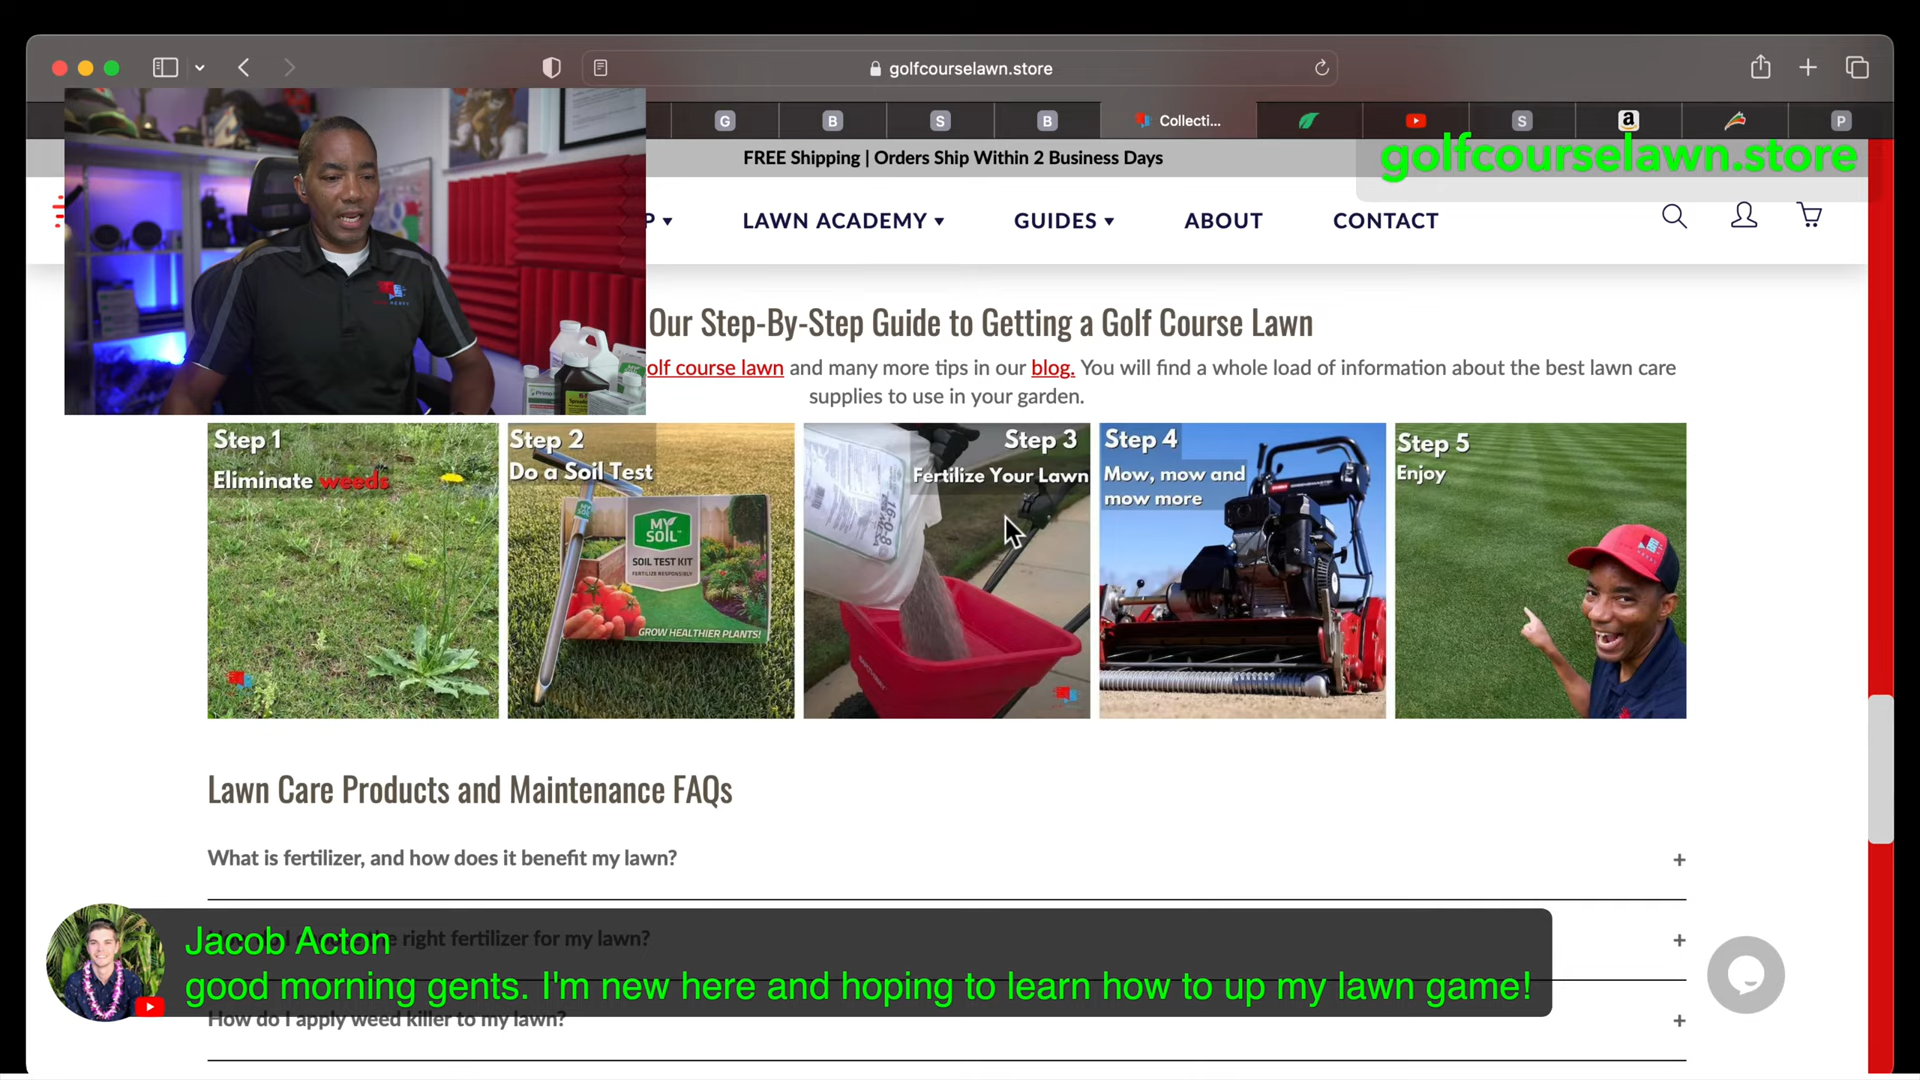 golfcourselawn.store
G
B
S
B
Collecti...
S
a
P
FREE Shipping | Orders Ship Within 2 Business Days
golfcourselawn.store
P
LAWN ACADEMY
GUIDES
ABOUT
CONTACT
Our Step-By-Step Guide to Getting a Golf Course Lawn
olf course lawn and many more tips in our blog. You will find a whole load of information about the best lawn care
supplies to use in your garden.
Step 1
Eliminate weeds
Step 2
Do a Soil Test
MY
SOIL
SOIL TEST KIT
FERTILIZE RESPONSIBLY
GROW HEALTHIER PLANTS!
Step 3
Fertilize Your Lawn
16-0-8
Step 4
Mow, mow and
mow more
Step 5
Enjoy
Lawn Care Products and Maintenance FAQs
What is fertilizer, and how does it benefit my lawn?
Jacob Acton
right fertilizer for my lawn?
good morning gents. I'm new here and hoping to learn how to up my lawn game!
How do I apply weed killer to my lawn?